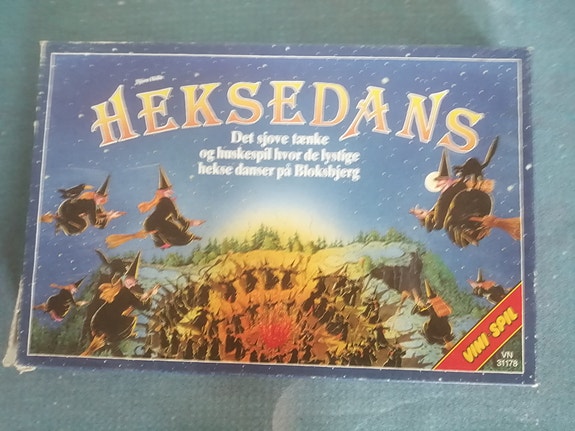 HEKSEDANS
Det sjove tænke
og huskespil hvor de lystige
hekse danser på Bloksbjerg
VINI SPIL
VN
31178